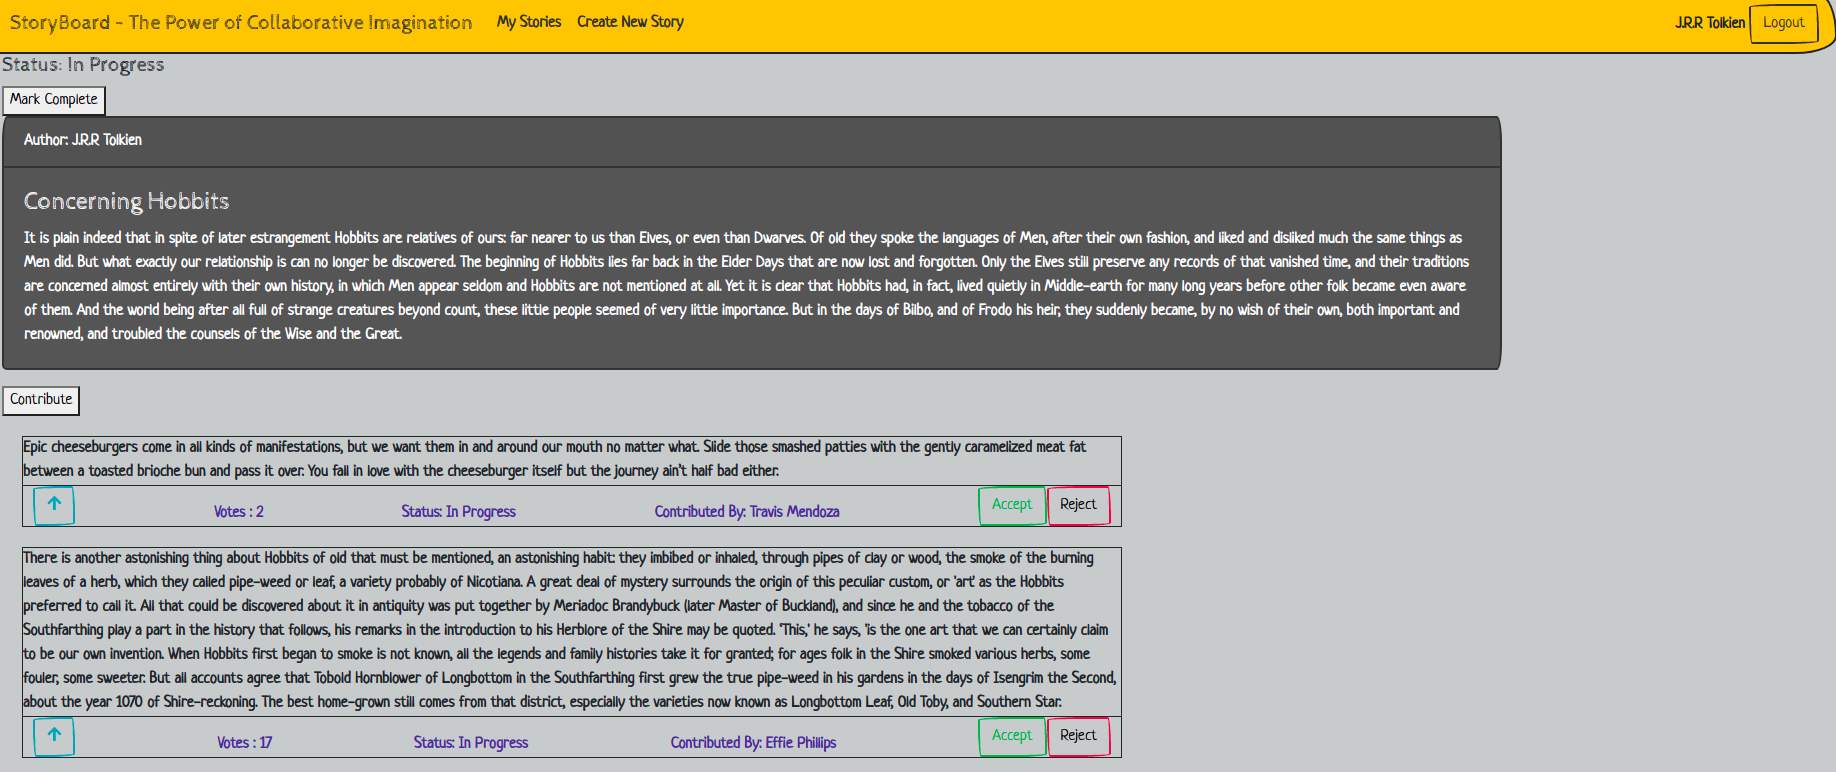 StoryBoard - The Power of Collaborative Imagination My Stories Create New Story J.R.R Tolkien Logout
Status: In Progress
Mark Complete
Author: J.R.R Tolkien
Concerning Hobbits
It is plain indeed that in spite of later estrangement Hobbits are relatives of ours: far nearer to us than Elves, or even than Dwarves. Of old they spoke the languages of Men, after their own fashion, and liked and disliked much the same things as
Men did. But what exactly our relationship is can no longer be discovered. The beginning of Hobbits lies far back in the Elder Days that are now lost and forgotten. Only the Elves still preserve any records of that vanished time, and their traditions
are concerned almost entirely with their own history, in which Men appear seldom and Hobbits are not mentioned at all. Yet it is clear that Hobbits had, in fact, lived quietly in Middle-earth for many long years before other folk became even aware
of them. And the world being after all full of strange creatures beyond count, these little people seemed of very little importance. But in the days of Bilbo, and of Frodo his heir, they suddenly became, by no wish of their own, both important and
renowned, and troubled the counsels of the Wise and the Great.
Contribute
Epic cheeseburgers come in all kinds of manifestations, but we want them in and around our mouth no matter what. Slide those smashed patties with the gently caramelized meat fat
between a toasted brioche bun and pass it over. You fall in love with the cheeseburger itself but the journey ain't half bad either.
Votes : 2 Status: In Progress Contributed By: Travis Mendoza Accept Reject
There is another astonishing thing about Hobbits of old that must be mentioned, an astonishing habit: they imbibed or inhaled, through pipes of clay or wood, the smoke of the burning
leaves of a herb, which they called pipe-weed or leaf, a variety probably of Nicotiana. A great deal of mystery surrounds the origin of this peculiar custom, or 'art' as the Hobbits
preferred to call it. All that could be discovered about it in antiquity was put together by Meriadoc Brandybuck (later Master of Buckland), and since he and the tobacco of the
Southfarthing play a part in the history that follows, his remarks in the introduction to his Herblore of the Shire may be quoted. 'This,' he says, 'is the one art that we can certainly claim
to be our own invention. When Hobbits first began to smoke is not known, all the legends and family histories take it for granted; for ages folk in the Shire smoked various herbs, some
fouler, some sweeter. But all accounts agree that Tobold Hornblower of Longbottom in the Southfarthing first grew the true pipe-weed in his gardens in the days of Isengrim the Second,
about the year 1070 of Shire-reckoning. The best home-grown still comes from that district, especially the varieties now known as Longbottom Leaf, Old Toby, and Southern Star.
Votes : 17 Status: In Progress Contributed By: Effie Phillips Accept Reject